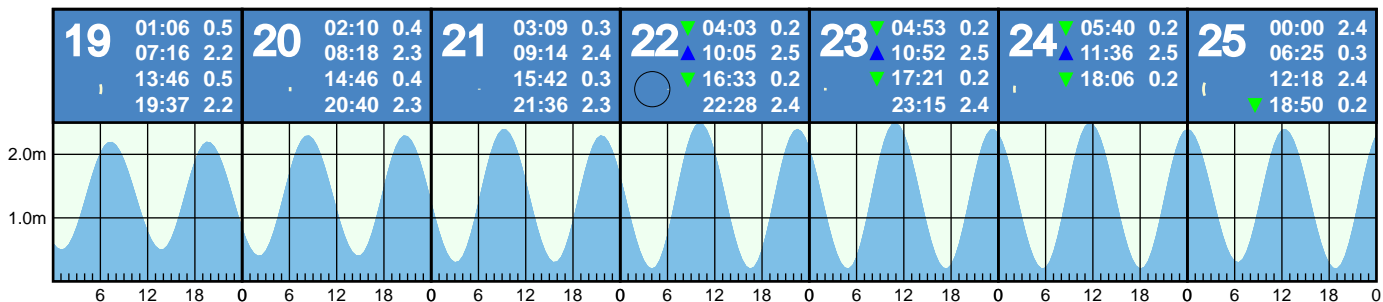 19 01:06 0.5
07:16 2.2
13:46 0.5
19:37 2.2
20 02:10 0.4
08:18 2.3
14:46 0.4
20:40 2.3
21 03:09 0.3
09:14 2.4
15:42 0.3
21:36 2.3
22 ▼ 04:03 0.2
▲ 10:05 2.5
▼ 16:33 0.2
22:28 2.4
23 ▼ 04:53 0.2
▲ 10:52 2.5
▼ 17:21 0.2
23:15 2.4
24 ▼ 05:40 0.2
▲ 11:36 2.5
▼ 18:06 0.2
25 00:00 2.4
06:25 0.3
12:18 2.4
▼ 18:50 0.2
2.0m
1.0m
6 12 18 0 6 12 18 0 6 12 18 0 6 12 18 0 6 12 18 0 6 12 18 0 6 12 18 0